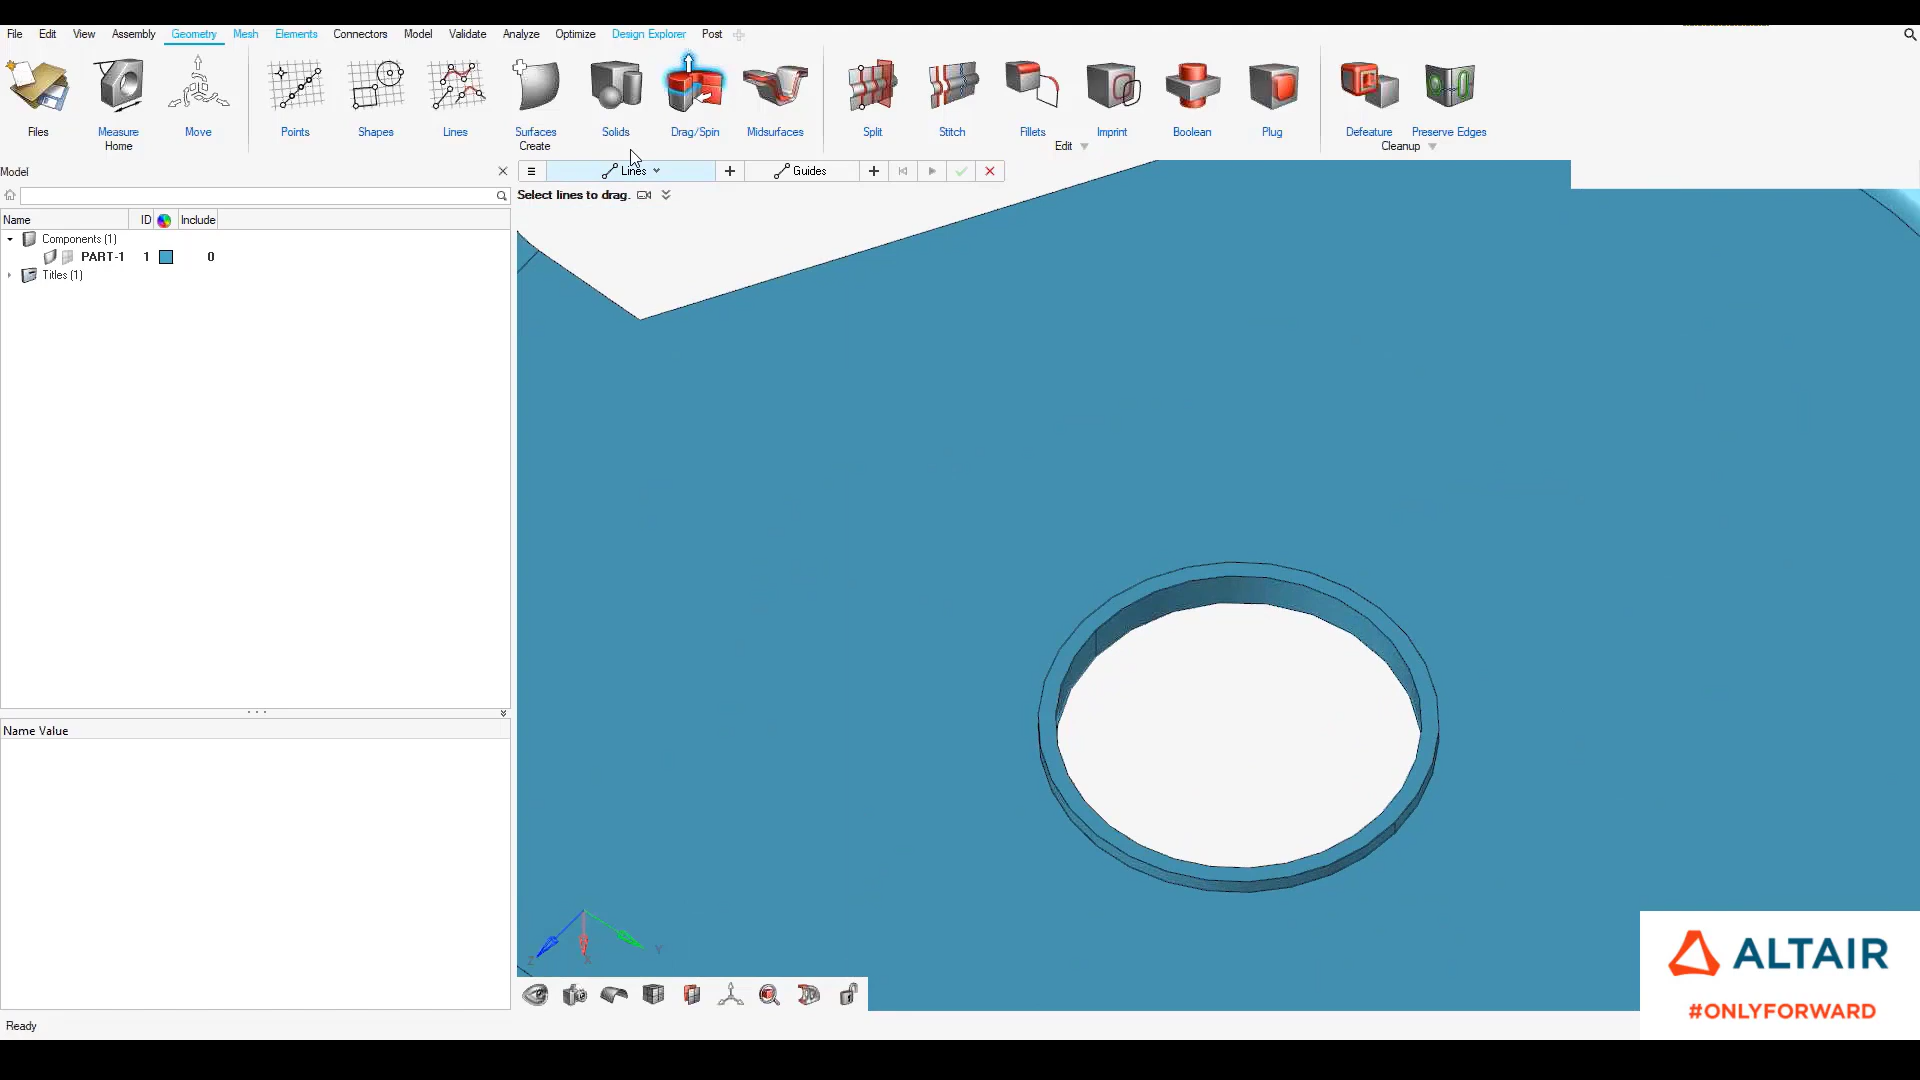 File Edit View Assembly Geometry Mesh Elements Connectors Model Validate Analyze Optimize Design Explorer Post
Files Measure Move Points Shapes Lines Surfaces Solids Drag/Spin Midsurfaces Split Stitch Fillets Imprint Boolean Plug Defeature Preserve Edges
Home Create Edit Cleanup
Model Lines Guides
Select lines to drag.
Name ID Include
Components (1)
PART-1 1 0
Titles (1)
Name Value
Z X Y
ALTAIR
#ONLYFORWARD
Ready